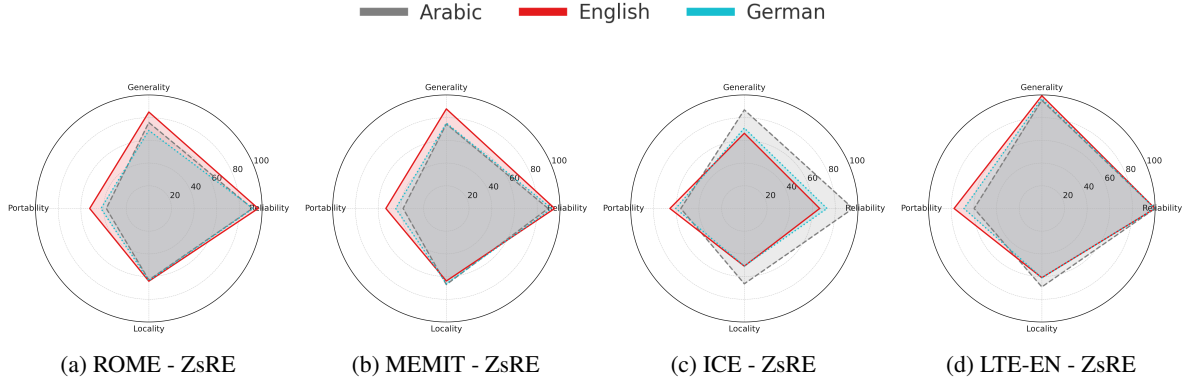 Arabic English German
Generality Generality Generality Generality
100 100 100 100
80 80 80 80
60 60 60 60
40 40 40 40
20 20 20 20
Portability Reliability Portability Reliability Portability Reliability Portability Reliability
Locality Locality Locality Locality
(a) ROME - ZsRE (b) MEMIT - ZsRE (c) ICE - ZsRE (d) LTE-EN - ZsRE